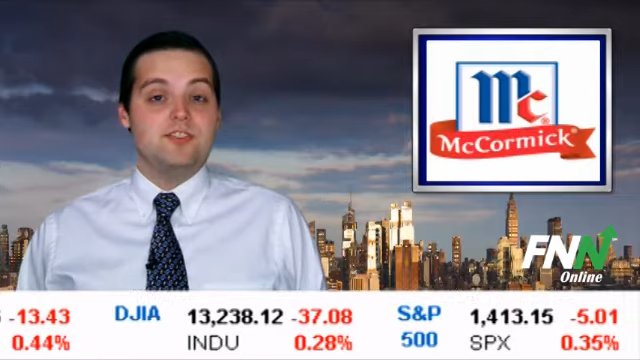 mc
McCormick®
FNN
Online
-13.43
0.44%
DJIA 13,238.12 -37.08
INDU 0.28%
S&P 1,413.15 -5.01
500 SPX 0.35%